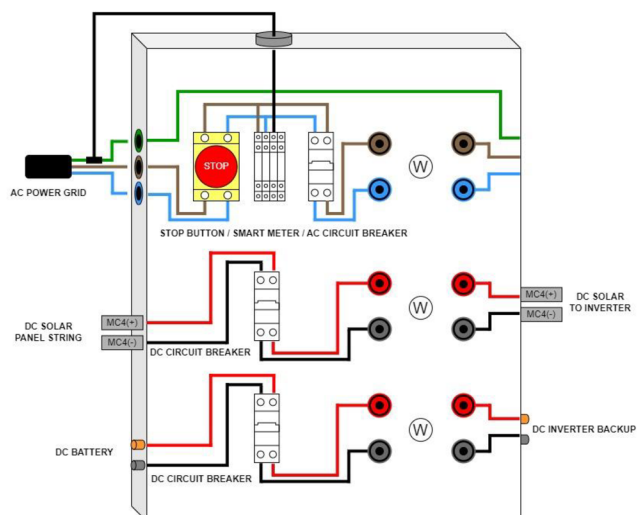 STOP
AC POWER GRID
W
STOP BUTTON / SMART METER / AC CIRCUIT BREAKER
MC4(+)
MC4(-)
DC SOLAR
PANEL STRING
DC CIRCUIT BREAKER
W
MC4(+)
MC4(-)
DC SOLAR
TO INVERTER
DC BATTERY
DC CIRCUIT BREAKER
W
DC INVERTER BACKUP